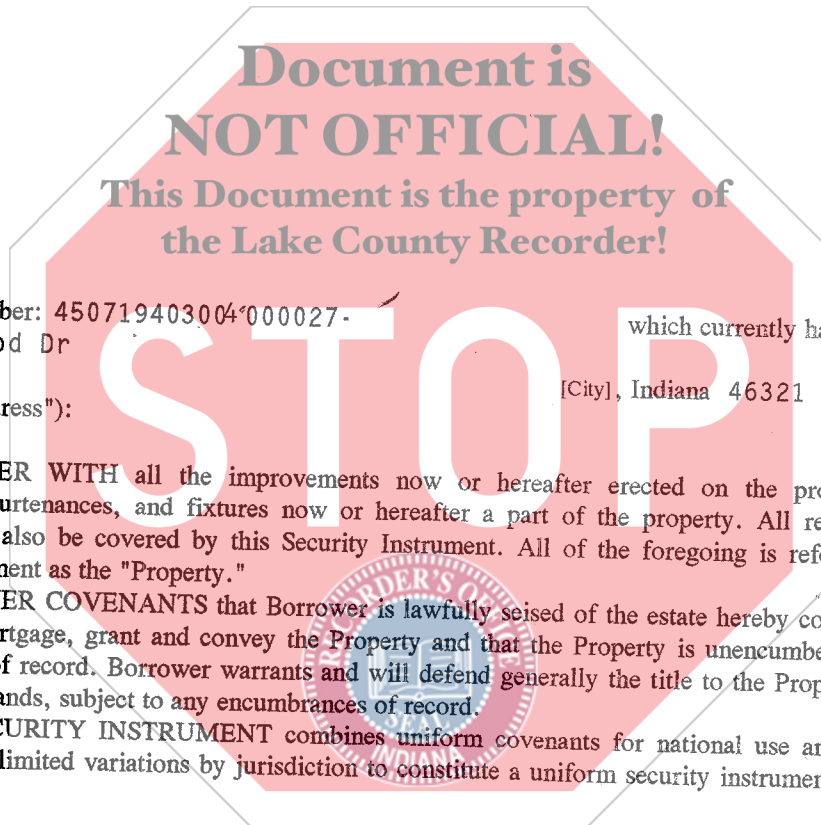 Document is
NOT OFFICIAL!
This Document is the property of
the Lake County Recorder!
STOP
ber: 450719403004000027-
which currently ha
od Dr
[City], Indiana 46321
ress"):
ER WITH all the improvements now or hereafter erected on the pro
urtenances, and fixtures now or hereafter a part of the property. All re
also be covered by this Security Instrument. All of the foregoing is refe
nent as the "Property."
ER COVENANTS that Borrower is lawfully seised of the estate hereby co
rtgage, grant and convey the Property and that the Property is unencumbe
of record. Borrower warrants and will defend generally the title to the Prop
ands, subject to any encumbrances of record.
CURITY INSTRUMENT combines uniform covenants for national use an
limited variations by jurisdiction to constitute a uniform security instrumen
RECORDER'S OFFICE
SEAL
INDIANA